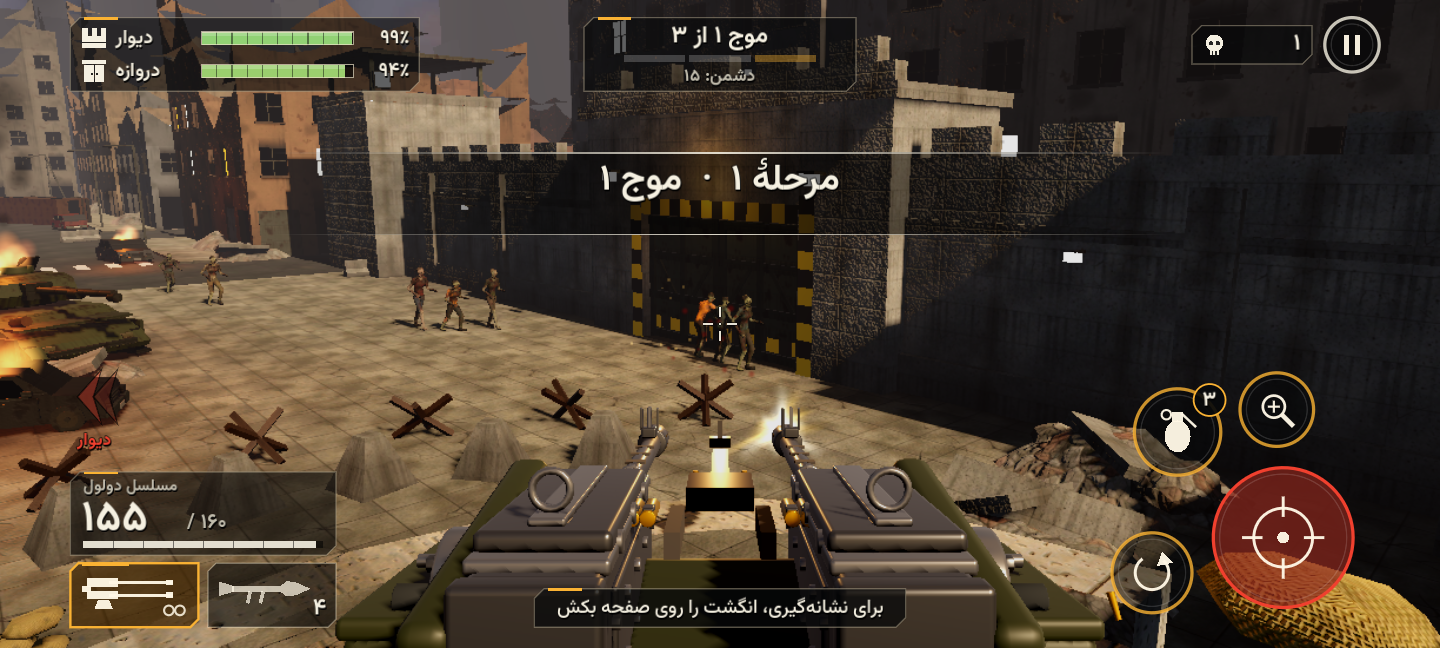 دیوار ۹۹٪
دروازه ۹۴٪
موج ۱ از ۳
دشمن: ۱۵
۱
مرحلهٔ ۱ · موج ۱
دیوار
مسلسل دولول
۱۵۵ / ۱۶۰
∞
۴
۳
برای نشانه‌گیری، انگشت را روی صفحه بکش